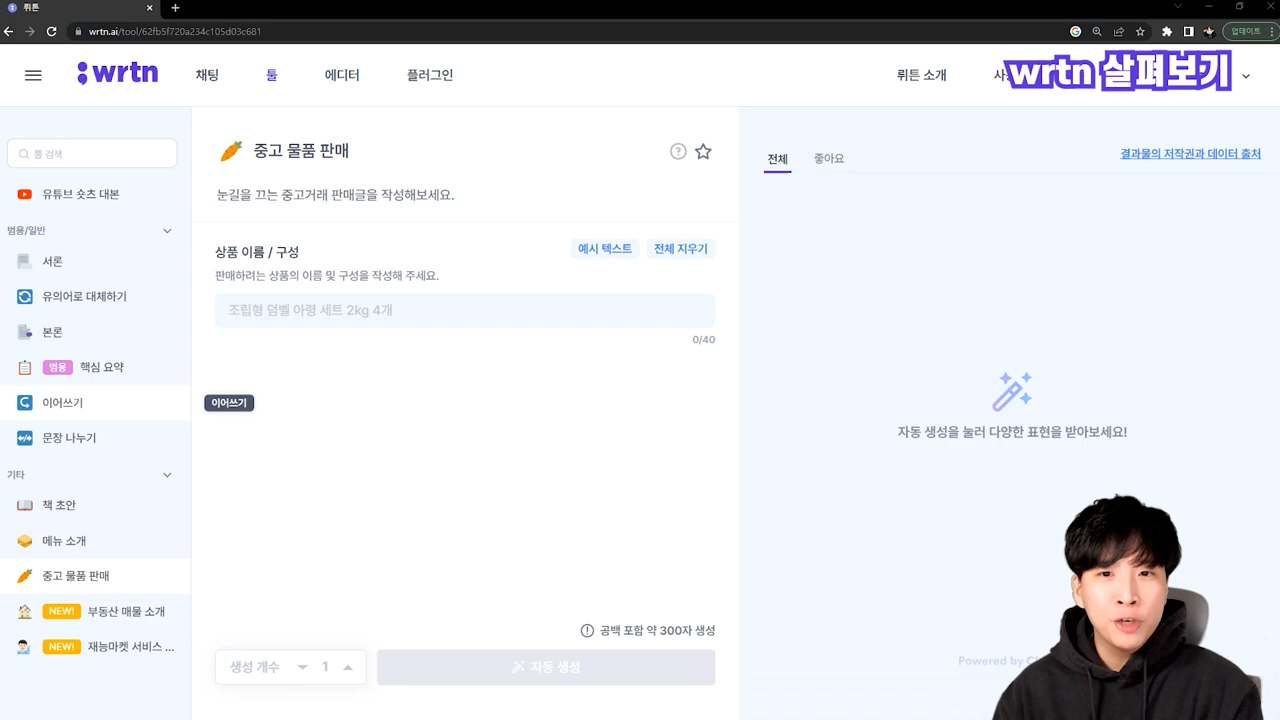 뤼튼
wrtn.ai/tool/62fb5f720a234c105d03c681
업데이트
wrtn
채팅
툴
에디터
플러그인
뤼튼 소개
wrtn 살펴보기
툴 검색
유튜브 숏츠 대본
범용/일반
서론
유의어로 대체하기
본론
범용 핵심 요약
이어쓰기
문장 나누기
기타
책 초안
메뉴 소개
중고 물품 판매
NEW! 부동산 매물 소개
NEW! 재능마켓 서비스 ...
중고 물품 판매
눈길을 끄는 중고거래 판매글을 작성해보세요.
상품 이름 / 구성
예시 텍스트
전체 지우기
판매하려는 상품의 이름 및 구성을 작성해 주세요.
조립형 덤벨 아령 세트 2kg 4개
0/40
이어쓰기
공백 포함 약 300자 생성
생성 개수
1
자동 생성
전체
좋아요
결과물의 저작권과 데이터 출처
자동 생성을 눌러 다양한 표현을 받아보세요!
Powered by